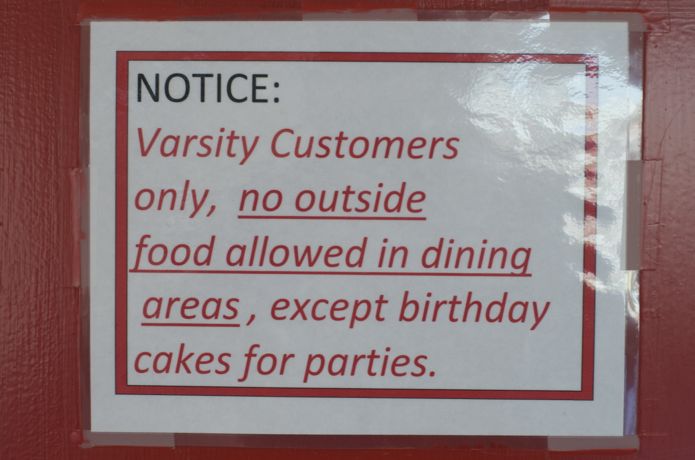 NOTICE:
Varsity Customers
only, no outside
food allowed in dining
areas, except birthday
cakes for parties.